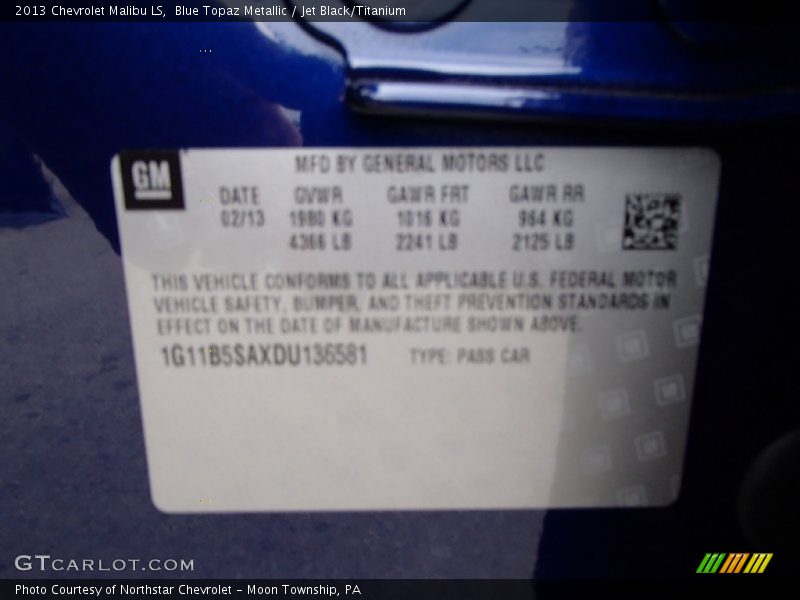 2013 Chevrolet Malibu LS,  Blue Topaz Metallic / Jet Black/Titanium
GM
MFD BY GENERAL MOTORS LLC
DATE GVWR GAWR FRT GAWR RR
02/13 1980 KG 1016 KG 964 KG
4366 LB 2241 LB 2125 LB
THIS VEHICLE CONFORMS TO ALL APPLICABLE U.S. FEDERAL MOTOR
VEHICLE SAFETY, BUMPER, AND THEFT PREVENTION STANDARDS IN
EFFECT ON THE DATE OF MANUFACTURE SHOWN ABOVE.
1G11B5SAXDU136581 TYPE: PASS CAR
GTCARLOT.COM
Photo Courtesy of Northstar Chevrolet - Moon Township, PA